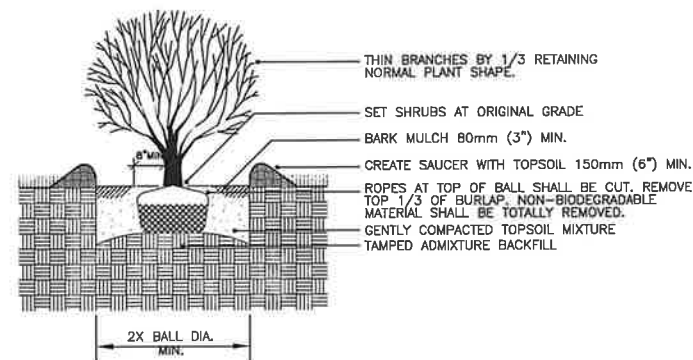 THIN BRANCHES BY 1/3 RETAINING
NORMAL PLANT SHAPE.
SET SHRUBS AT ORIGINAL GRADE
BARK MULCH 80mm (3") MIN.
6" MIN
CREATE SAUCER WITH TOPSOIL 150mm (6") MIN.
ROPES AT TOP OF BALL SHALL BE CUT. REMOVE
TOP 1/3 OF BURLAP. NON-BIODEGRADABLE
MATERIAL SHALL BE TOTALLY REMOVED.
GENTLY COMPACTED TOPSOIL MIXTURE
TAMPED ADMIXTURE BACKFILL
2X BALL DIA.
MIN.